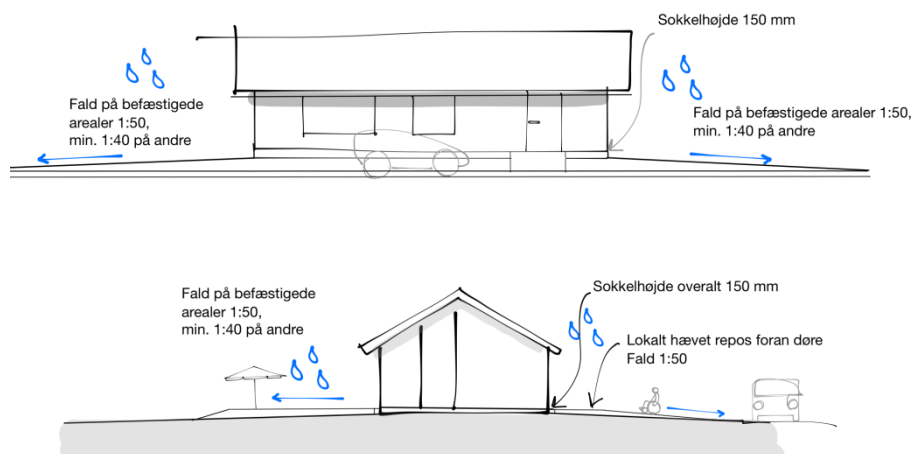 Sokkelhøjde 150 mm
Fald på befæstigede
arealer 1:50,
min. 1:40 på andre
Fald på befæstigede arealer 1:50,
min. 1:40 på andre
Fald på befæstigede
arealer 1:50,
min. 1:40 på andre
Sokkelhøjde overalt 150 mm
Lokalt hævet repos foran døre
Fald 1:50